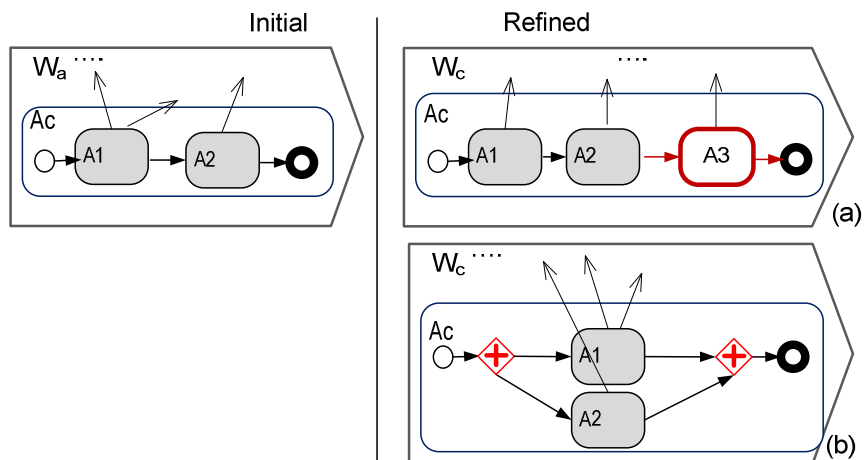 Initial
Refined
Wa ....
Ac
A1
A2
Wc ....
Ac
A1
A2
A3
(a)
Wc ....
Ac
A1
A2
(b)